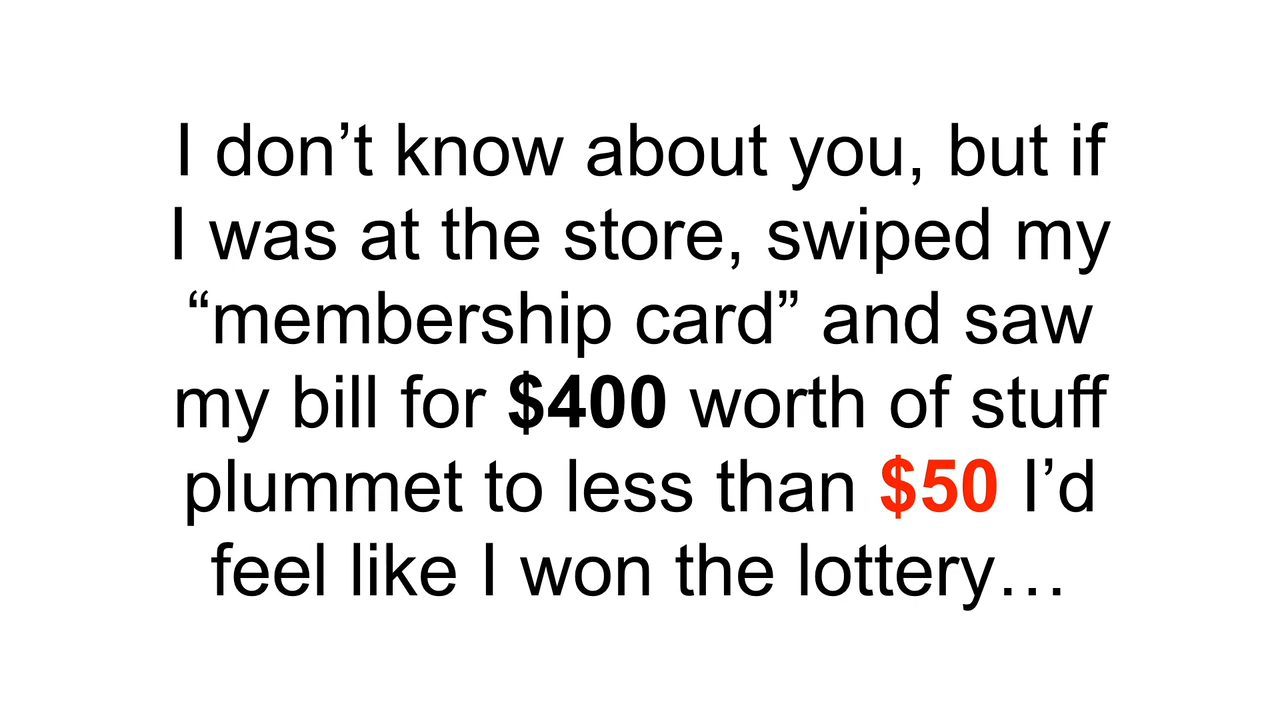 I don’t know about you, but if
I was at the store, swiped my
“membership card” and saw
my bill for $400 worth of stuff
plummet to less than $50 I’d
feel like I won the lottery…